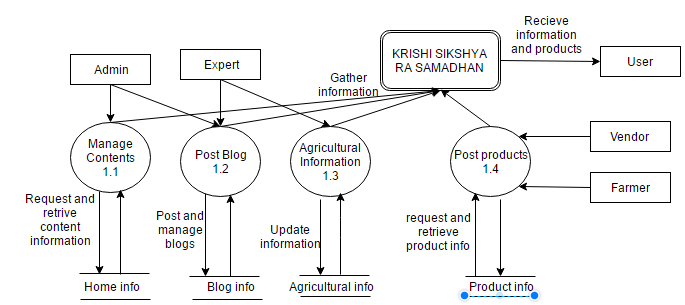 Recieve
information
and products
KRISHI SIKSHYA
RA SAMADHAN
User
Admin
Expert
Gather
information
Manage
Contents
1.1
Post Blog
1.2
Agricultural
Information
1.3
Post products
1.4
Vendor
Farmer
Request and
retrive
content
information
Post and
manage
blogs
Update
information
request and
retrieve
product info
Home info
Blog info
Agricultural info
Product info